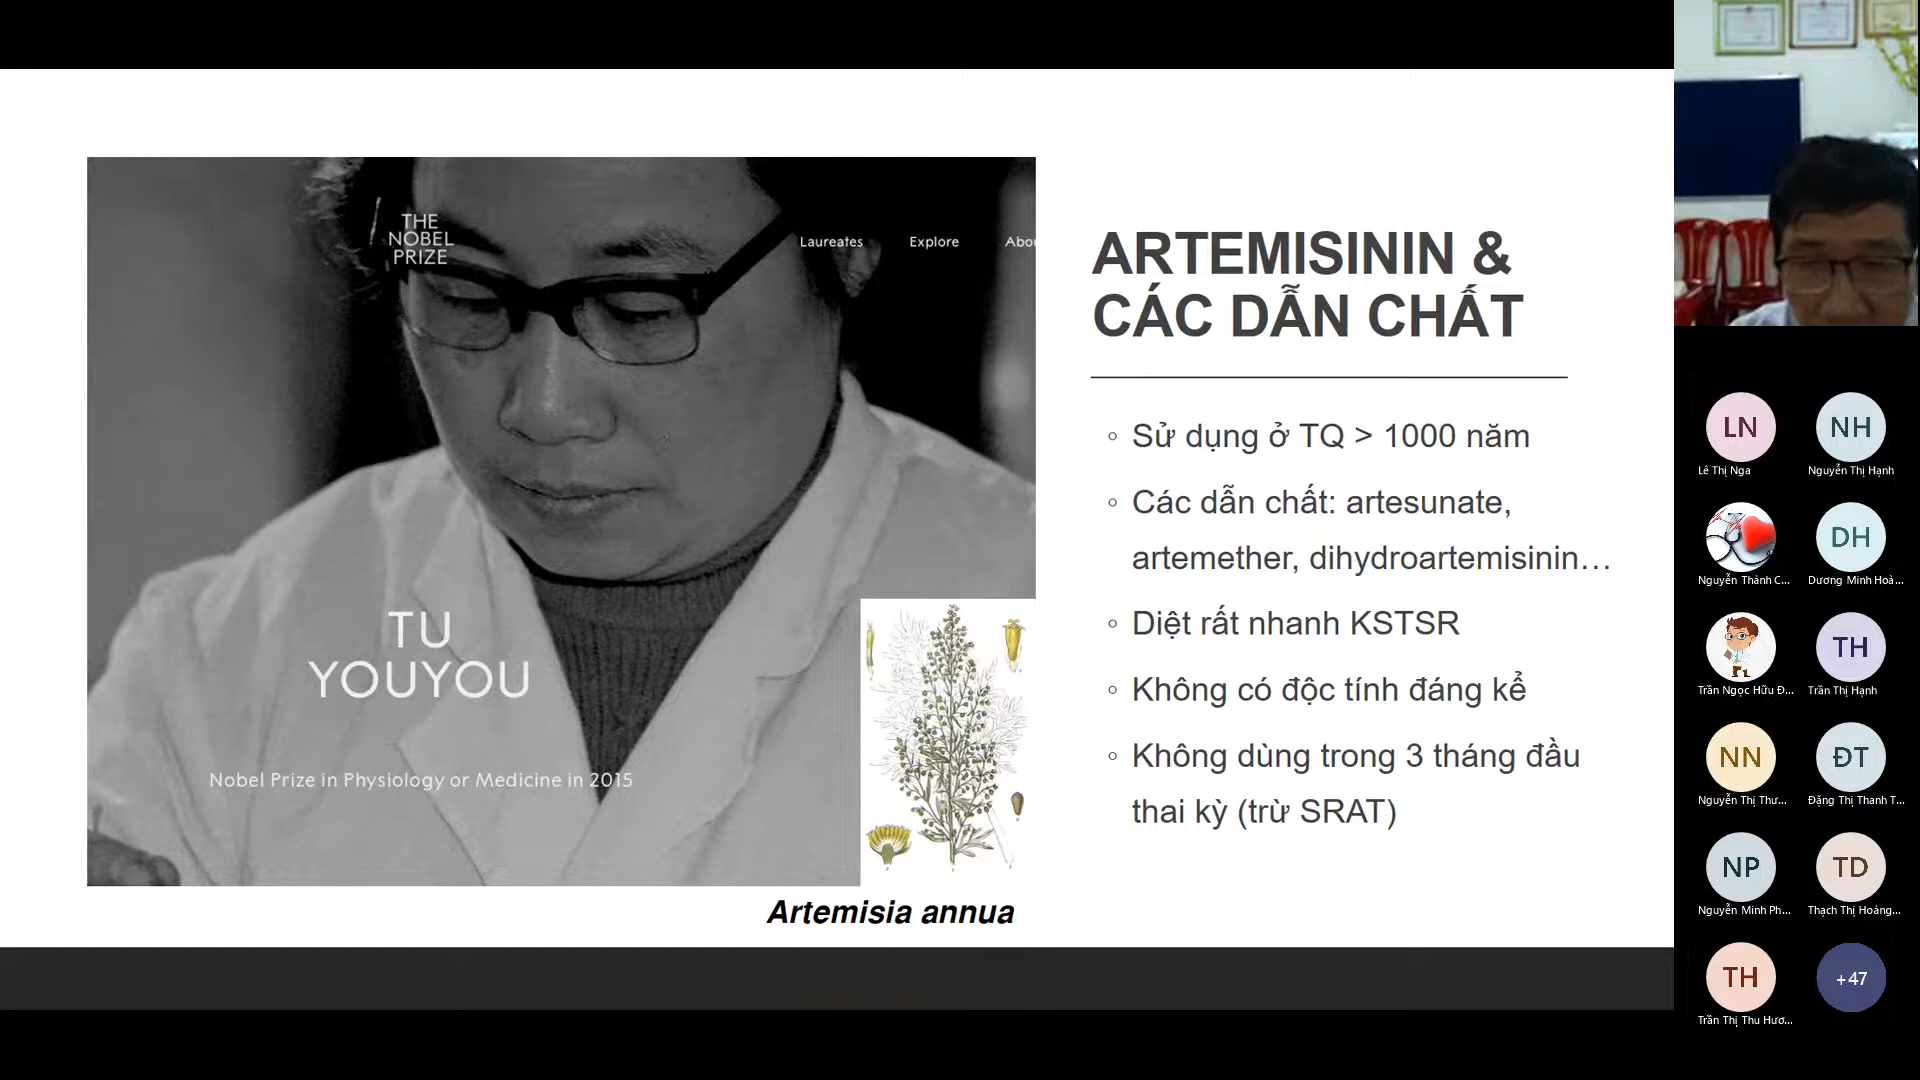 THE
NOBEL
PRIZE
Laureates
Explore
Abou
TU
YOUYOU
Nobel Prize in Physiology or Medicine in 2015
Artemisia annua
ARTEMISININ &
CÁC DẪN CHẤT
◦ Sử dụng ở TQ > 1000 năm
◦ Các dẫn chất: artesunate,
artemether, dihydroartemisinin…
◦ Diệt rất nhanh KSTSR
◦ Không có độc tính đáng kể
◦ Không dùng trong 3 tháng đầu
thai kỳ (trừ SRAT)
LN
Lê Thị Nga
NH
Nguyễn Thị Hạnh
Nguyễn Thành C...
DH
Dương Minh Hoà...
Trần Ngọc Hữu Đ...
TH
Trần Thị Hạnh
NN
Nguyễn Thị Thư...
ĐT
Đặng Thị Thanh T...
NP
Nguyễn Minh Ph...
TD
Thạch Thị Hoàng...
TH
Trần Thị Thu Hươ...
+47